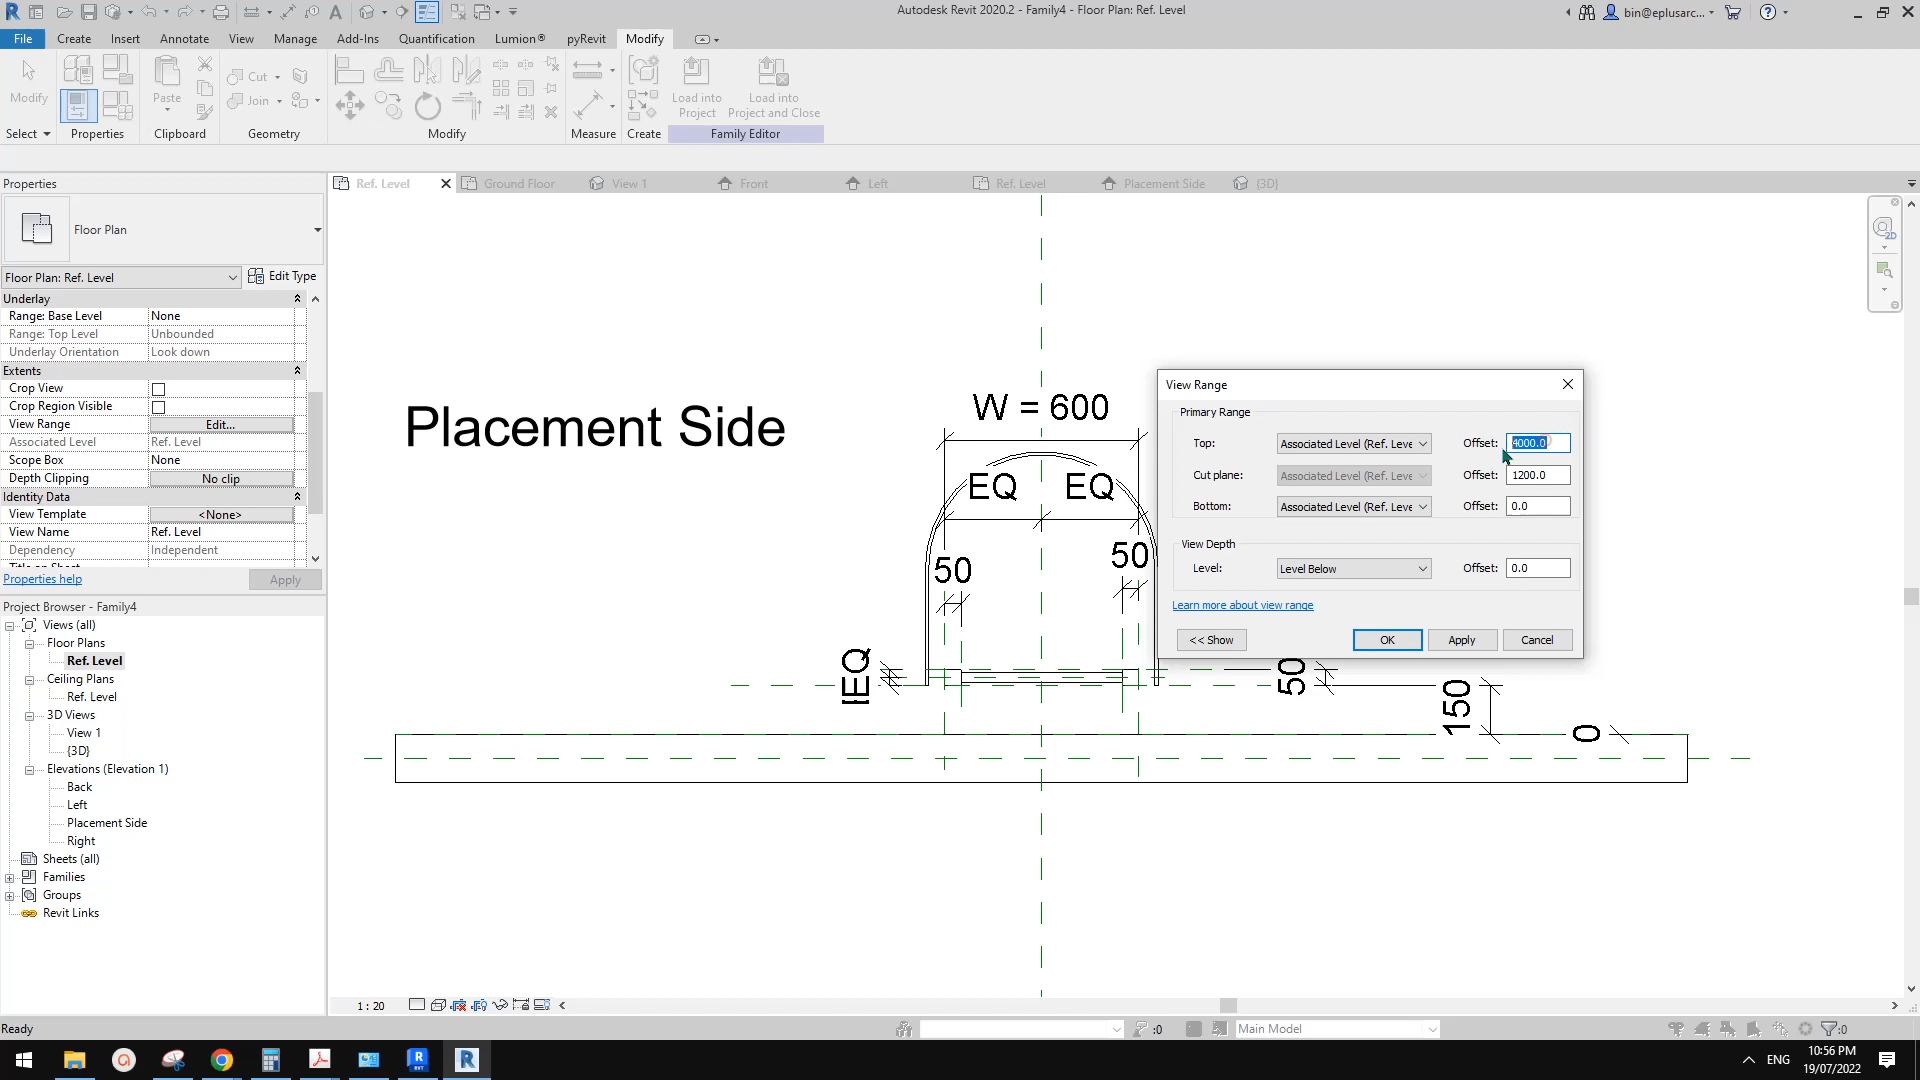 Autodesk Revit 2020.2 - Family4 - Floor Plan: Ref. Level
bin@eplusarc...
File Create Insert Annotate View Manage Add-Ins Quantification Lumion® pyRevit Modify
Modify
Paste
Cut
Join
Load into Project
Load into Project and Close
Select Properties Clipboard Geometry Modify Measure Create Family Editor
Properties
Ref. Level Ground Floor View 1 Front Left Ref. Level Placement Side {3D}
Floor Plan
Floor Plan: Ref. Level Edit Type
Underlay
Range: Base Level None
Range: Top Level Unbounded
Underlay Orientation Look down
Extents
Crop View
Crop Region Visible
View Range Edit...
Associated Level Ref. Level
Scope Box None
Depth Clipping No clip
Identity Data
View Template <None>
View Name Ref. Level
Dependency Independent
Properties help Apply
Project Browser - Family4
Views (all)
Floor Plans
Ref. Level
Ceiling Plans
Ref. Level
3D Views
View 1
{3D}
Elevations (Elevation 1)
Back
Left
Placement Side
Right
Sheets (all)
Families
Groups
Revit Links
Placement Side
W = 600
EQ EQ
50 50
EQ
50
150
0
2D
View Range
Primary Range
Top: Associated Level (Ref. Leve Offset: 4000.0
Cut plane: Associated Level (Ref. Leve Offset: 1200.0
Bottom: Associated Level (Ref. Leve Offset: 0.0
View Depth
Level: Level Below Offset: 0.0
Learn more about view range
<< Show OK Apply Cancel
1 : 20
Ready :0 Main Model :0
ENG
10:56 PM
19/07/2022